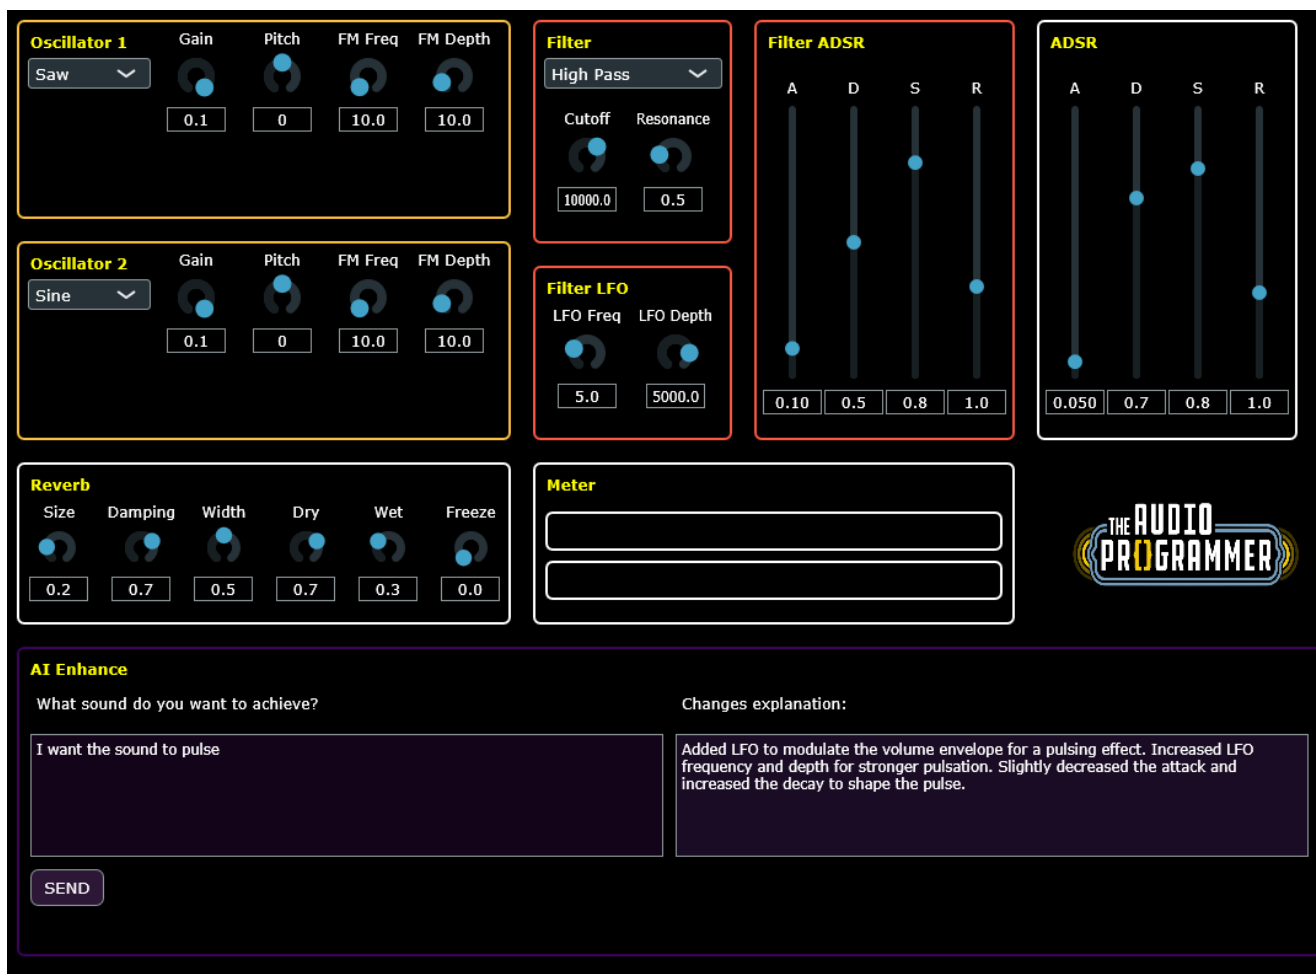 Oscillator 1
Gain Pitch FM Freq FM Depth
Saw
0.1 0 10.0 10.0
Oscillator 2
Gain Pitch FM Freq FM Depth
Sine
0.1 0 10.0 10.0
Filter
High Pass
Cutoff Resonance
10000.0 0.5
Filter LFO
LFO Freq LFO Depth
5.0 5000.0
Filter ADSR
A D S R
0.10 0.5 0.8 1.0
ADSR
A D S R
0.050 0.7 0.8 1.0
Reverb
Size Damping Width Dry Wet Freeze
0.2 0.7 0.5 0.7 0.3 0.0
Meter
THE AUDIO
PR{}GRAMMER
AI Enhance
What sound do you want to achieve?
I want the sound to pulse
SEND
Changes explanation:
Added LFO to modulate the volume envelope for a pulsing effect. Increased LFO
frequency and depth for stronger pulsation. Slightly decreased the attack and
increased the decay to shape the pulse.